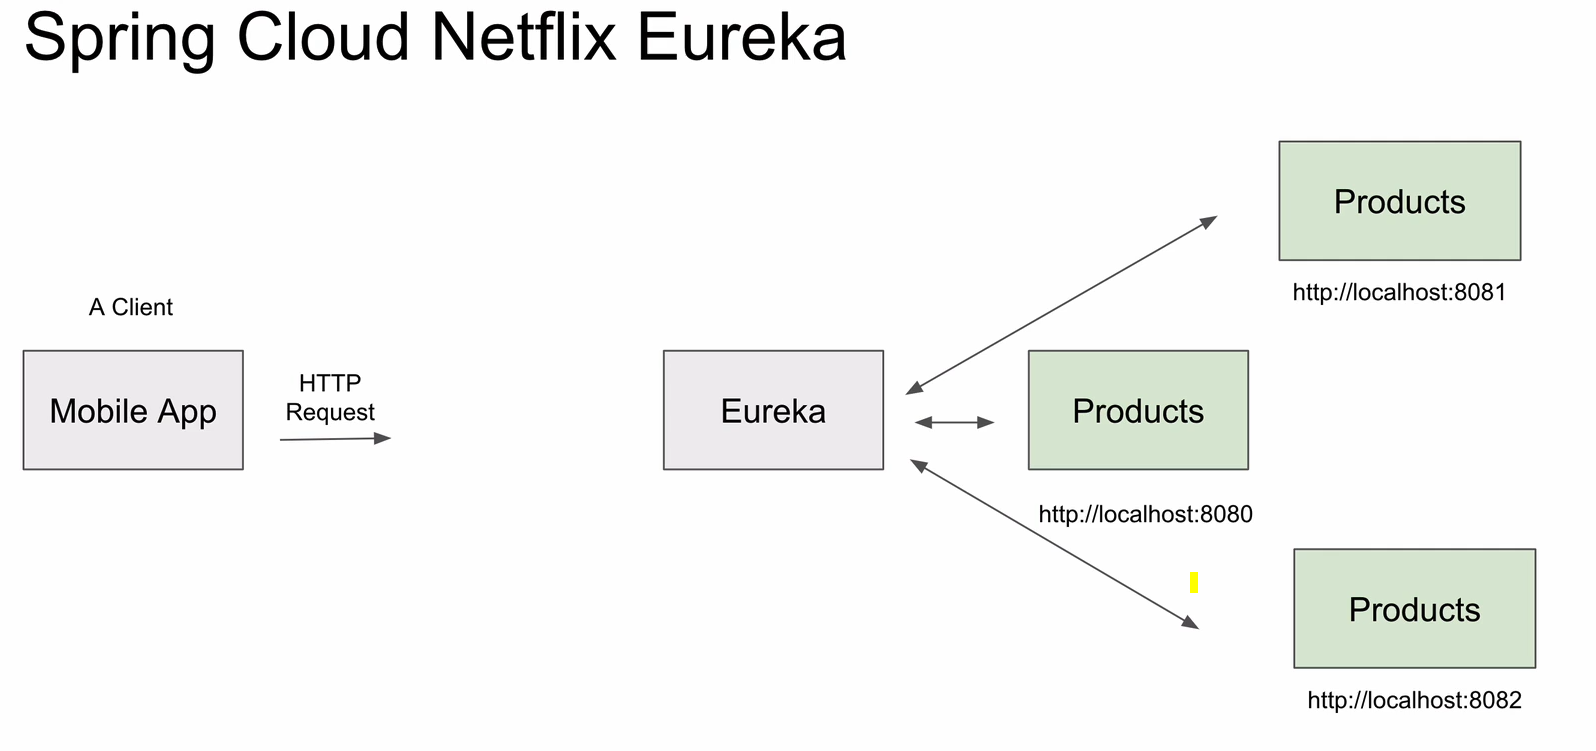 Spring Cloud Netflix Eureka
Products
http://localhost:8081
A Client
Mobile App
HTTP
Request
Eureka
Products
http://localhost:8080
Products
http://localhost:8082